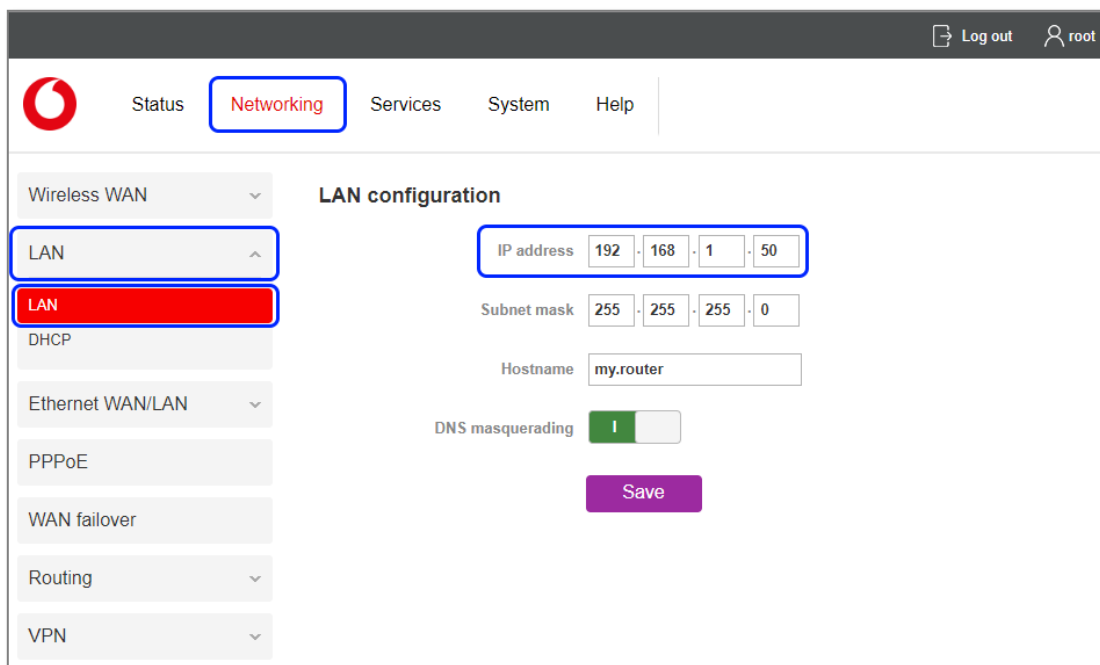 Log out root
Status Networking Services System Help
Wireless WAN
LAN
LAN
DHCP
Ethernet WAN/LAN
PPPoE
WAN failover
Routing
VPN
LAN configuration
IP address 192 . 168 . 1 . 50
Subnet mask 255 . 255 . 255 . 0
Hostname my.router
DNS masquerading I
Save